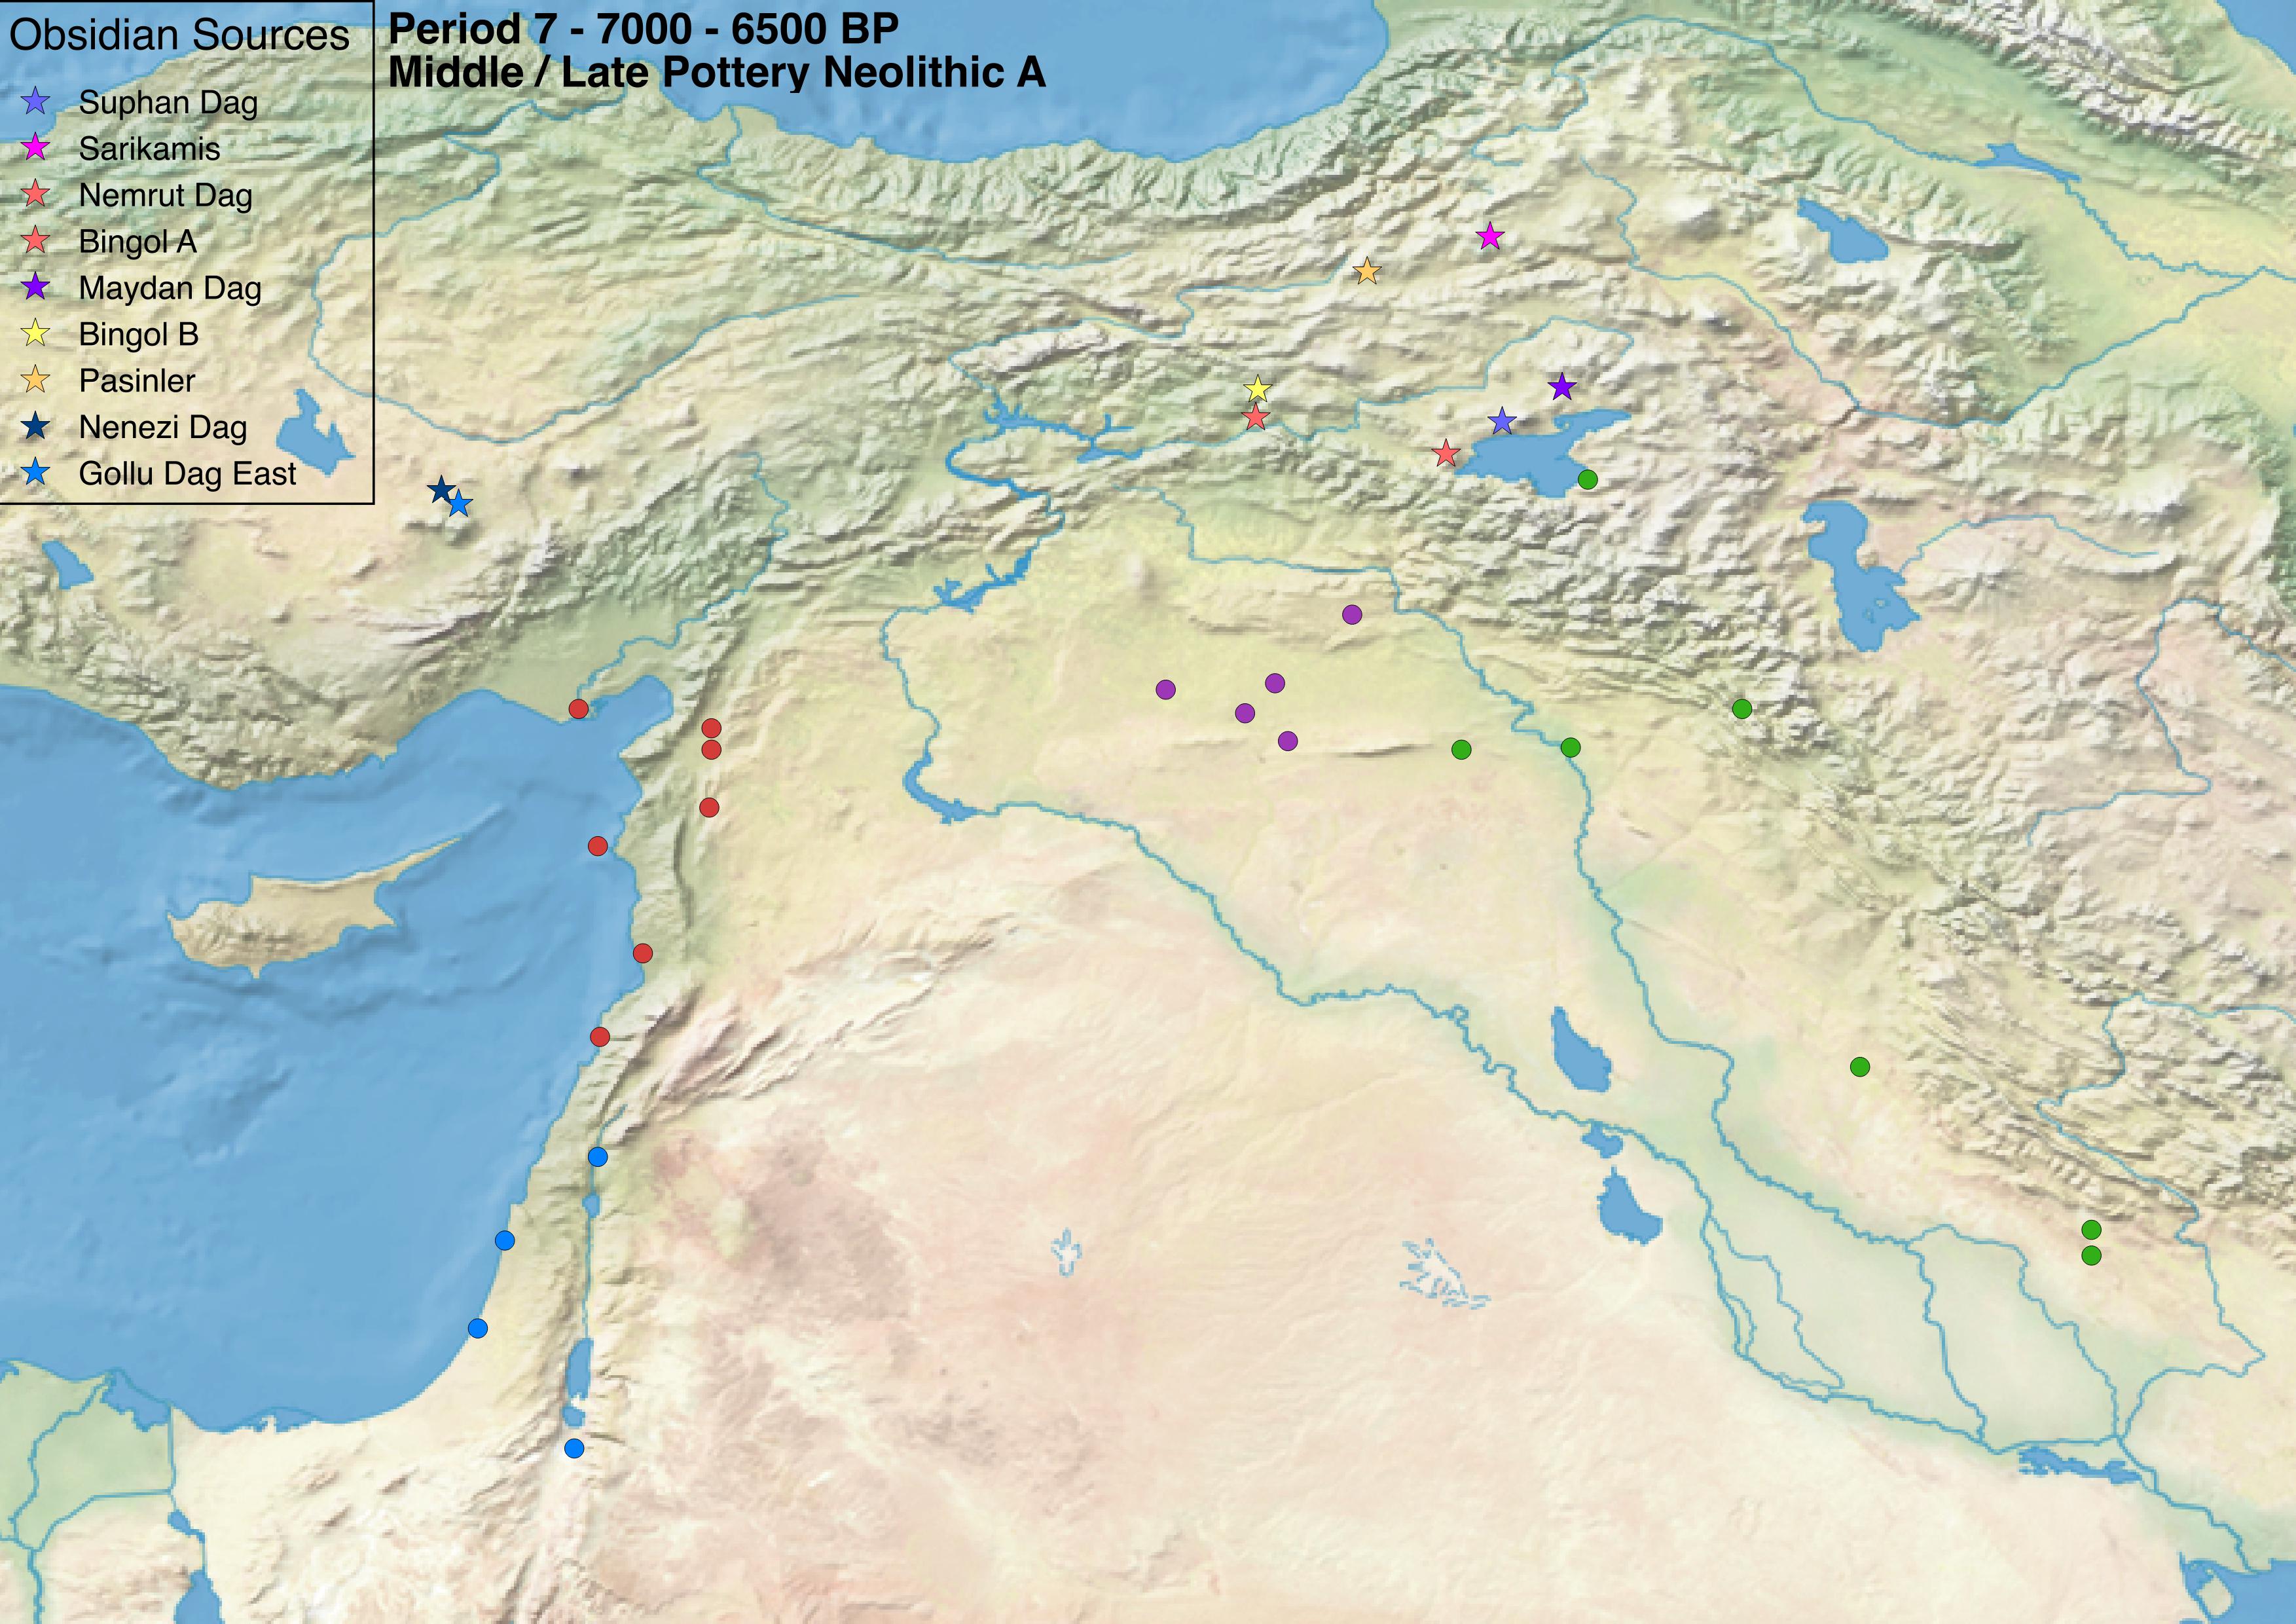 Obsidian Sources
Suphan Dag
Sarikamis
Nemrut Dag
Bingol A
Maydan Dag
Bingol B
Pasinler
Nenezi Dag
Gollu Dag East
Period 7 - 7000 - 6500 BP
Middle / Late Pottery Neolithic A